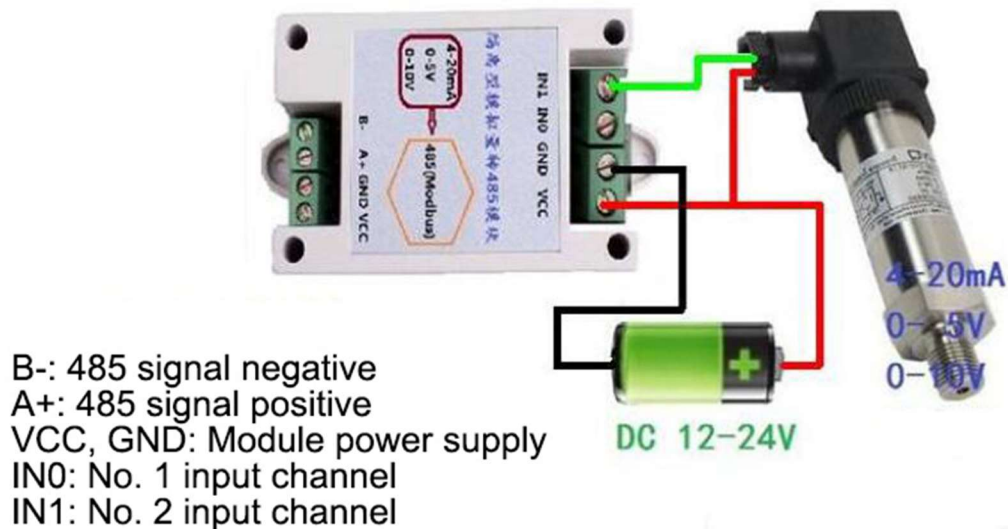 4-20mA
0-5V
0-10V
485(Modbus)
隔离型模拟量转485模块
B- A+ GND VCC
IN1 IN0 GND VCC
4-20mA
0-5V
0-10V
DC 12-24V
B-: 485 signal negative
A+: 485 signal positive
VCC, GND: Module power supply
IN0: No. 1 input channel
IN1: No. 2 input channel